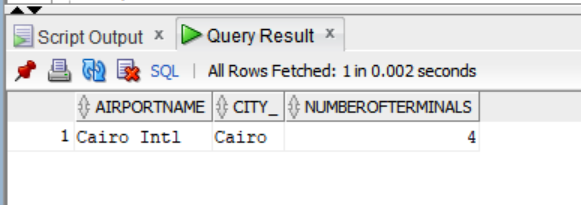 Script Output x Query Result x
SQL | All Rows Fetched: 1 in 0.002 seconds
AIRPORTNAME CITY_ NUMBEROFTERMINALS
1 Cairo Intl Cairo 4